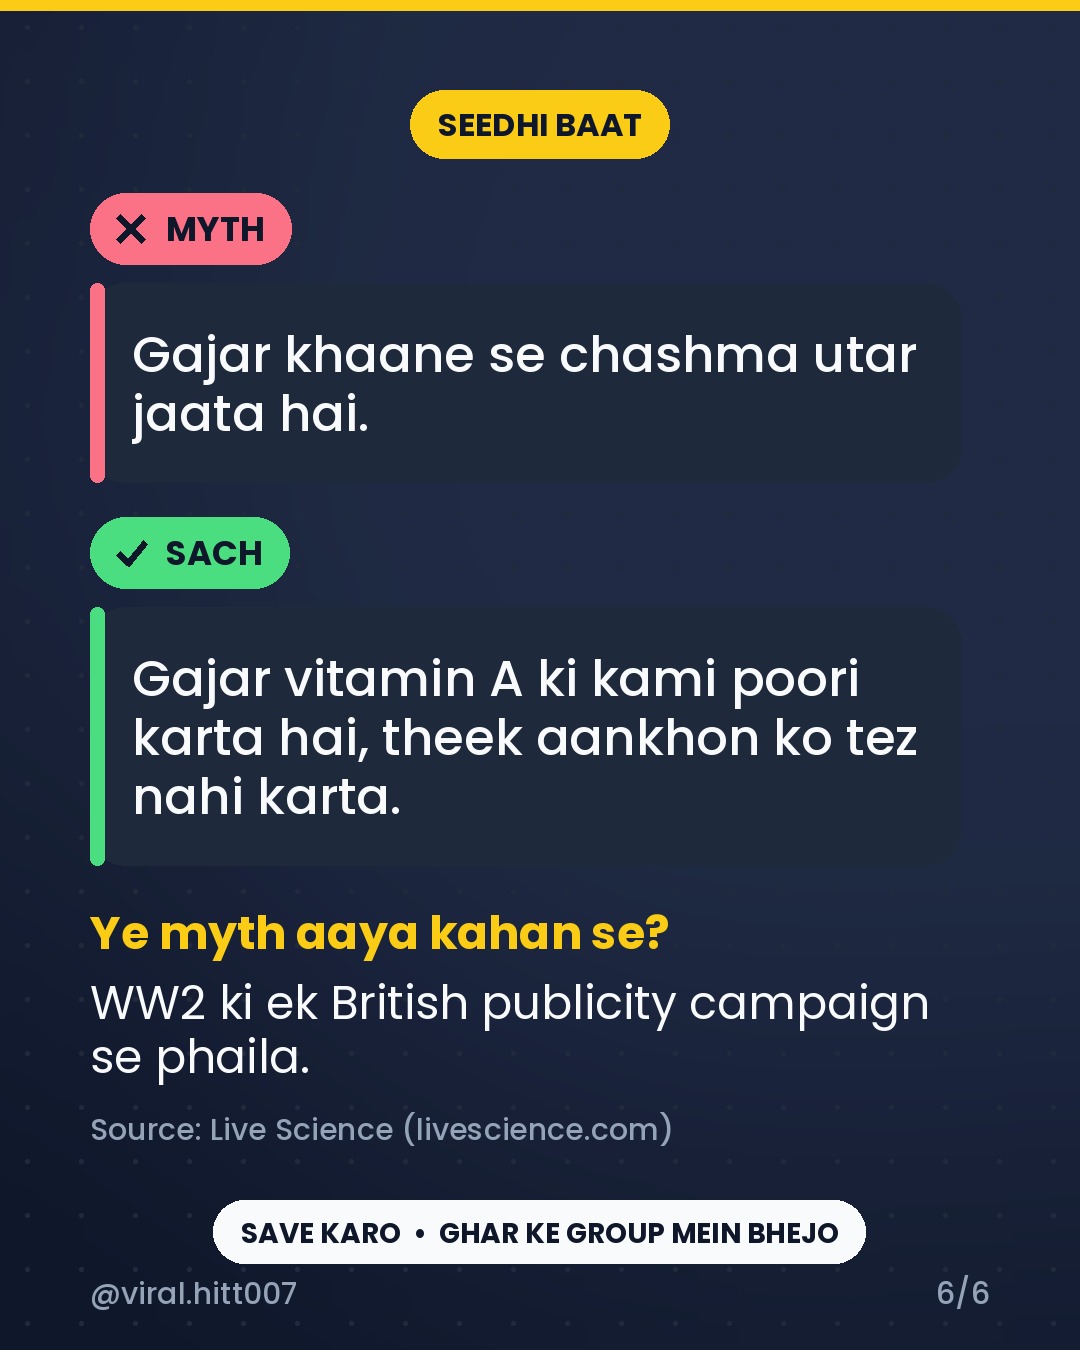 SEEDHI BAAT
MYTH
Gajar khaane se chashma utar
jaata hai.
SACH
Gajar vitamin A ki kami poori
karta hai, theek aankhon ko tez
nahi karta.
Ye myth aaya kahan se?
WW2 ki ek British publicity campaign
se phaila.
Source: Live Science (livescience.com)
SAVE KARO • GHAR KE GROUP MEIN BHEJO
@viral.hitt007
6/6